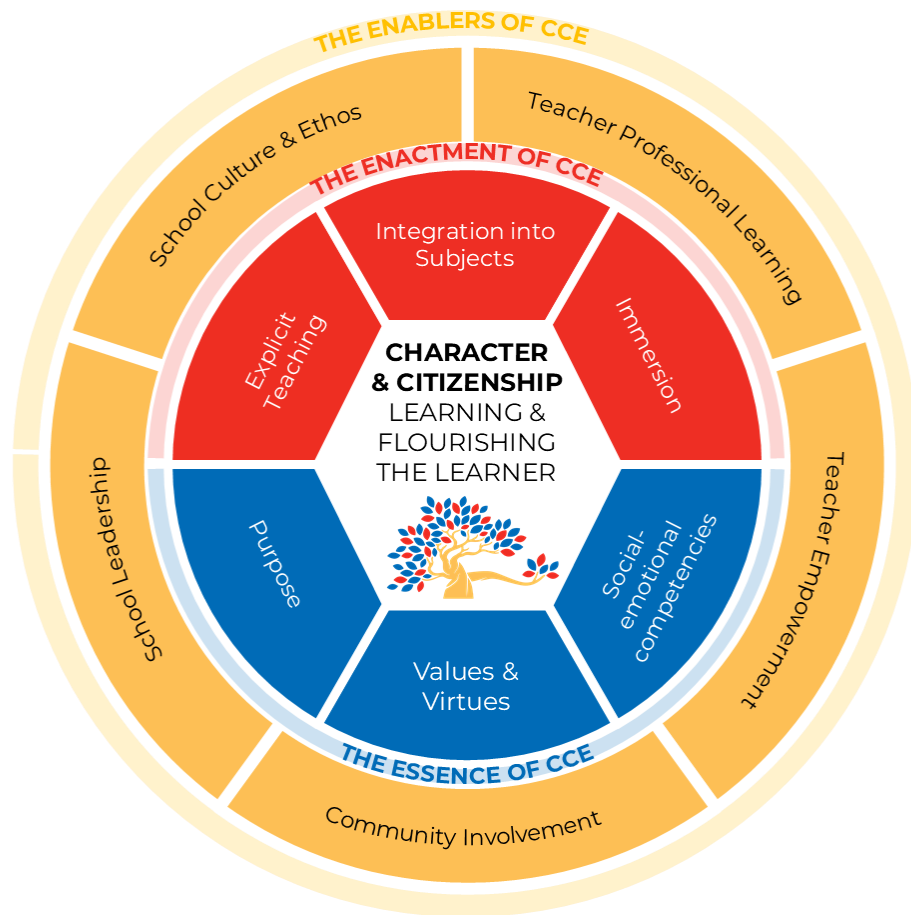 THE ENABLERS OF CCE
School Culture & Ethos
Teacher Professional Learning
Teacher Empowerment
Community Involvement
School Leadership
THE ENACTMENT OF CCE
Explicit
Teaching
Integration into
Subjects
Immersion
CHARACTER
& CITIZENSHIP
LEARNING &
FLOURISHING
THE LEARNER
Purpose
Values &
Virtues
Social-
emotional
competencies
THE ESSENCE OF CCE